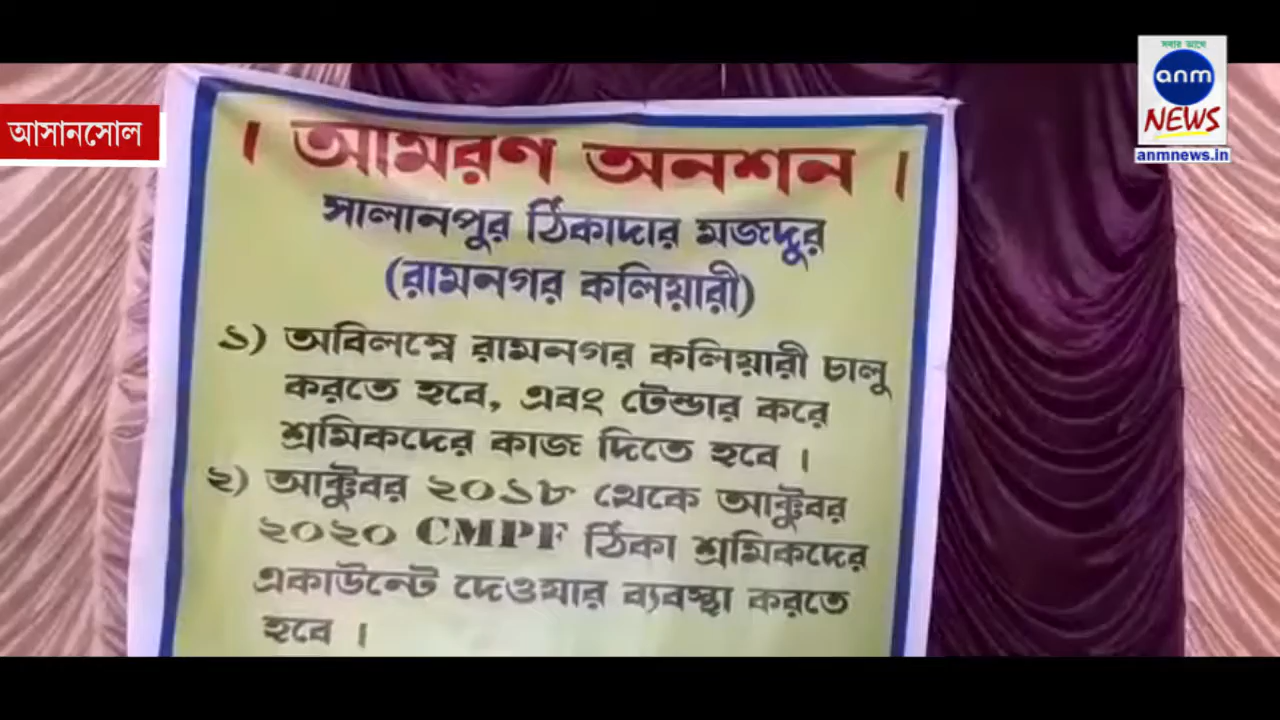 সবার আগে
anm
NEWS
anmnews.in
আসানসোল
। আমরণ অনশন ।
সালানপুর ঠিকাদার মজদুর
(রামনগর কলিয়ারী)
১) অবিলম্বে রামনগর কলিয়ারী চালু
করতে হবে, এবং টেন্ডার করে
শ্রমিকদের কাজ দিতে হবে ।
২) আক্টুবর ২০১৮ থেকে আক্টুবর
২০২০ CMPF ঠিকা শ্রমিকদের
একাউন্টে দেওযার ব্যবস্থা করতে
হবে ।